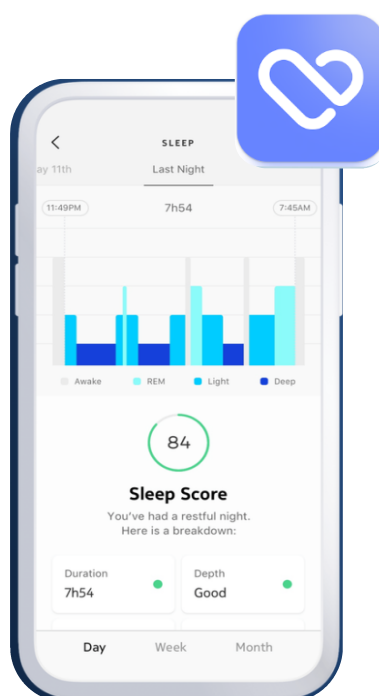 SLEEP
ay 11th
Last Night
11:49PM
7h54
7:45AM
Awake
REM
Light
Deep
84
Sleep Score
You've had a restful night.
Here is a breakdown:
Duration
7h54
Depth
Good
Day
Week
Month